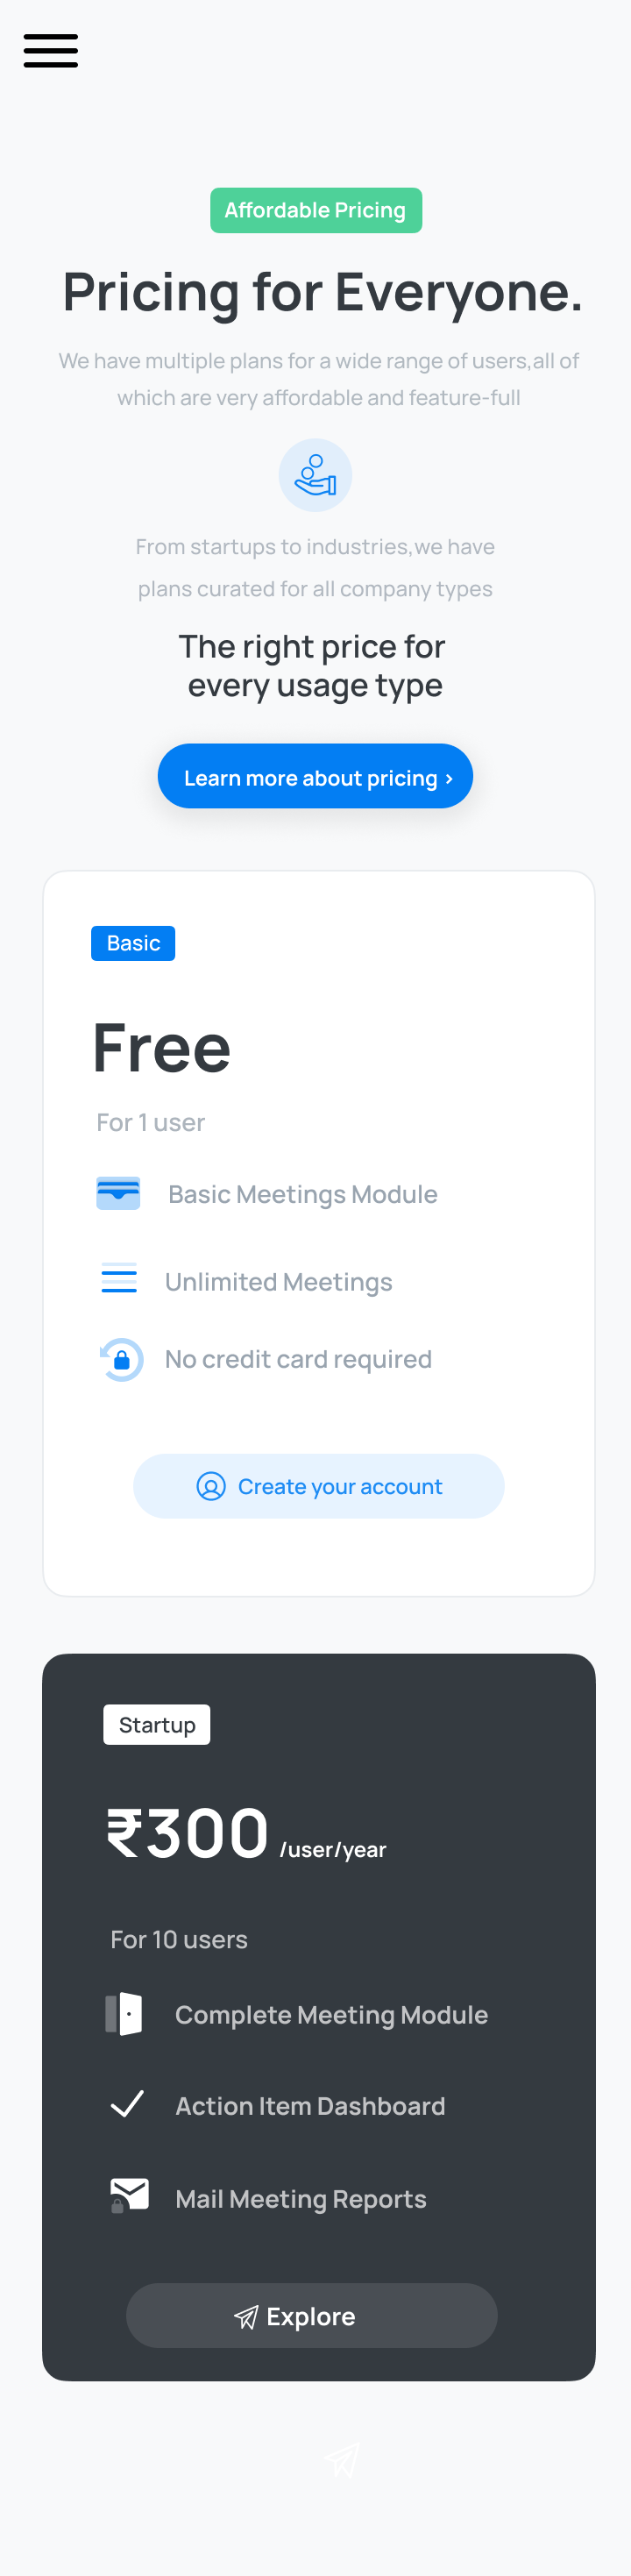 Affordable Pricing
Pricing for Everyone.
We have multiple plans for a wide range of users,all of
which are very affordable and feature-full
From startups to industries,we have
plans curated for all company types
The right price for
every usage type
Learn more about pricing ›
Basic
Free
For 1 user
Basic Meetings Module
Unlimited Meetings
No credit card required
Create your account
Startup
₹300 /user/year
For 10 users
Complete Meeting Module
Action Item Dashboard
Mail Meeting Reports
Explore